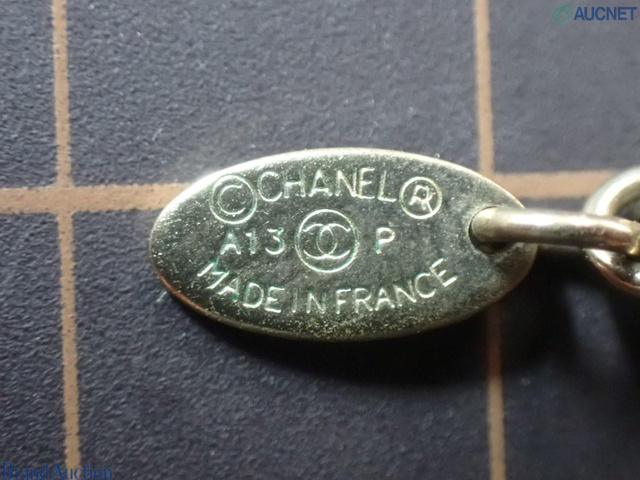 AUCNET
©CHANEL®
A13 P
MADE IN FRANCE
Brand Auction